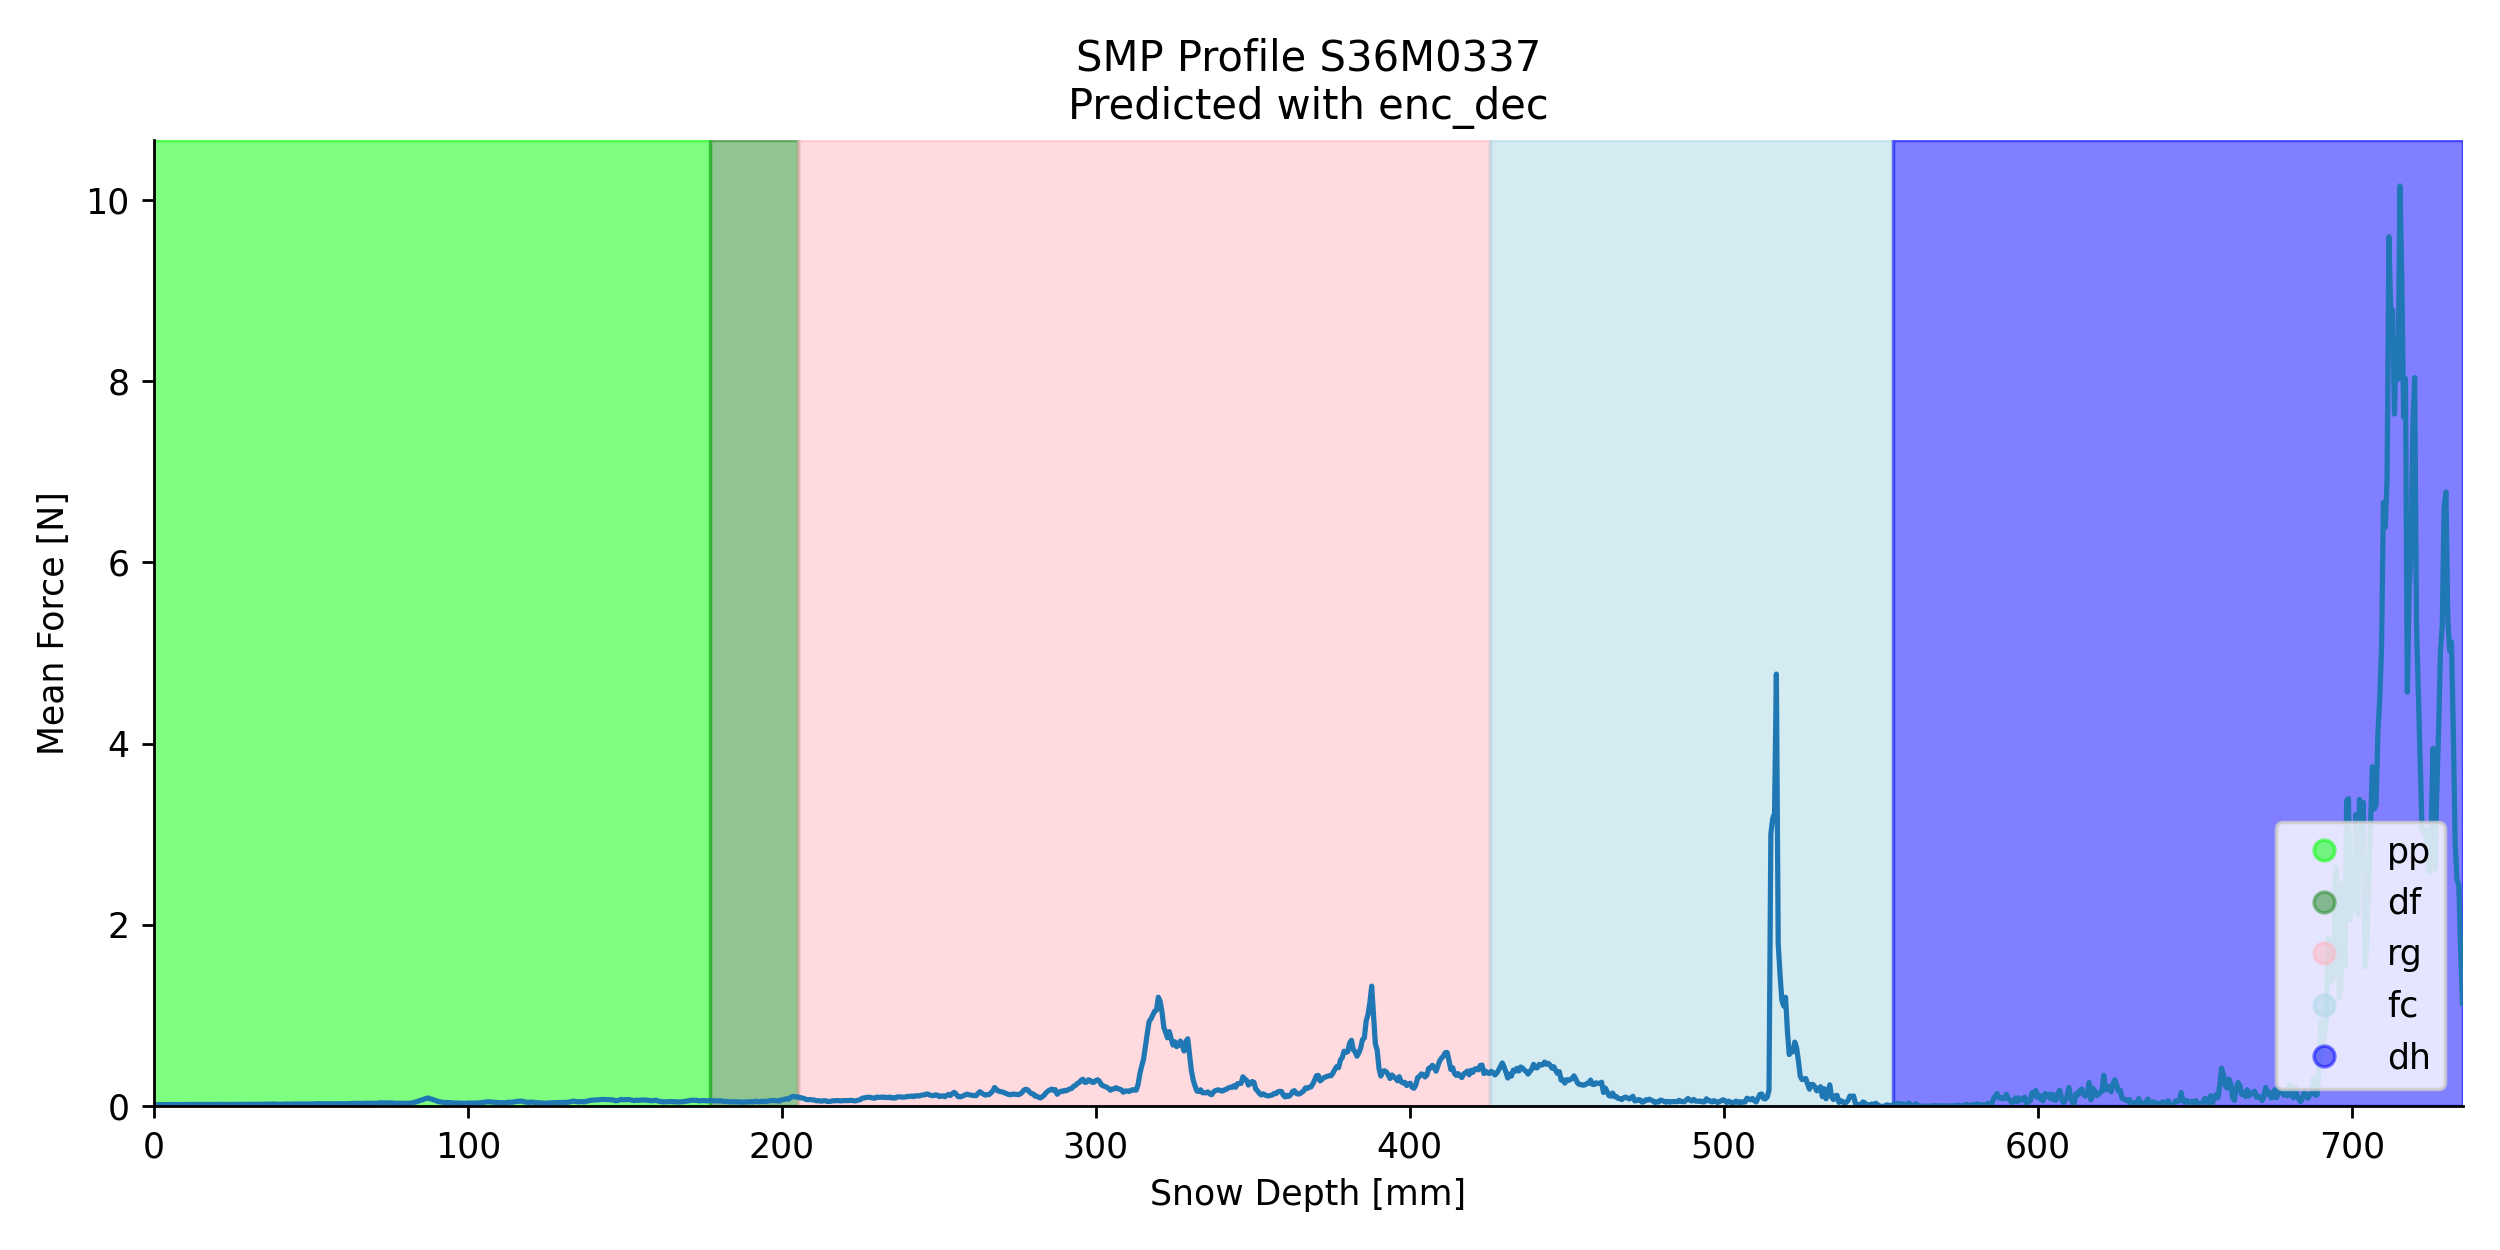 SMP Profile S36M0337
Predicted with enc_dec
10
8
6
4
2
0
Mean Force [N]
0 100 200 300 400 500 600 700
Snow Depth [mm]
pp
df
rg
fc
dh